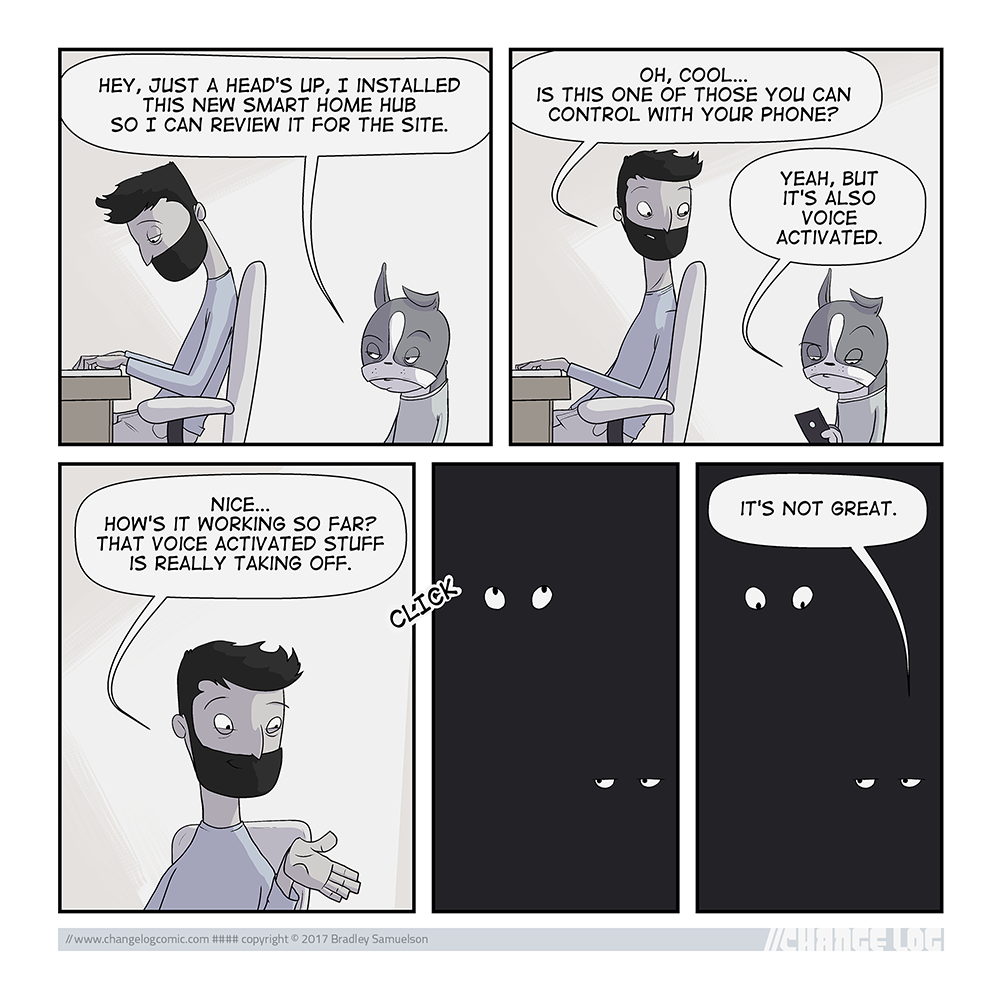 HEY, JUST A HEAD'S UP, I INSTALLED
THIS NEW SMART HOME HUB
SO I CAN REVIEW IT FOR THE SITE.
OH, COOL...
IS THIS ONE OF THOSE YOU CAN
CONTROL WITH YOUR PHONE?
YEAH, BUT
IT'S ALSO
VOICE
ACTIVATED.
NICE...
HOW'S IT WORKING SO FAR?
THAT VOICE ACTIVATED STUFF
IS REALLY TAKING OFF.
CLICK
IT'S NOT GREAT.
// www.changelogcomic.com #### copyright © 2017 Bradley Samuelson
//CHANGE LOG